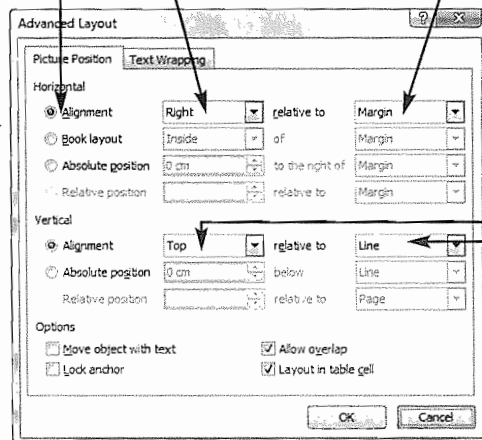 Advanced Layout
Picture Position Text Wrapping
Horizontal
Alignment Right relative to Margin
Book layout Inside of Margin
Absolute position 0 cm to the right of Margin
Relative position relative to Margin
Vertical
Alignment Top relative to Line
Absolute position 0 cm below Line
Relative position relative to Page
Options
Move object with text Allow overlap
Lock anchor Layout in table cell
OK Cancel